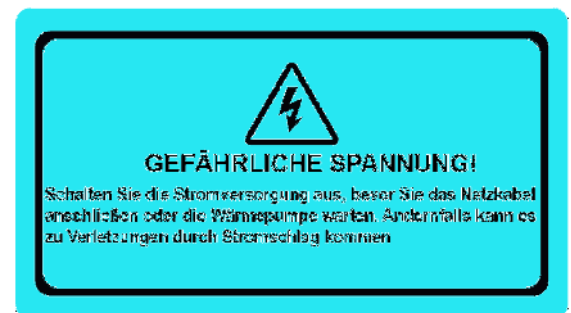 GEFÄHRLICHE SPANNUNG!
Schalten Sie die Stromversorgung aus, bevor Sie das Netzkabel
anschließen oder die Wärmepumpe warten. Andernfalls kann es
zu Verletzungen durch Stromschlag kommen